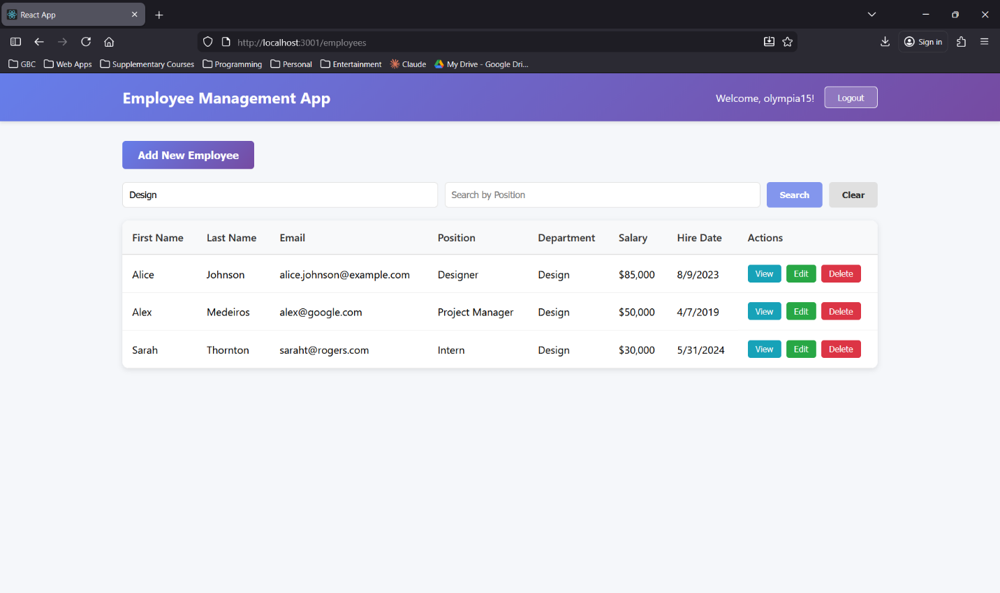 React App
http://localhost:3001/employees
Sign in
GBC Web Apps Supplementary Courses Programming Personal Entertainment Claude My Drive - Google Dri...
Employee Management App
Welcome, olympia15! Logout
Add New Employee
Design Search by Position Search Clear
First Name Last Name Email Position Department Salary Hire Date Actions
Alice Johnson alice.johnson@example.com Designer Design $85,000 8/9/2023 View Edit Delete
Alex Medeiros alex@google.com Project Manager Design $50,000 4/7/2019 View Edit Delete
Sarah Thornton saraht@rogers.com Intern Design $30,000 5/31/2024 View Edit Delete